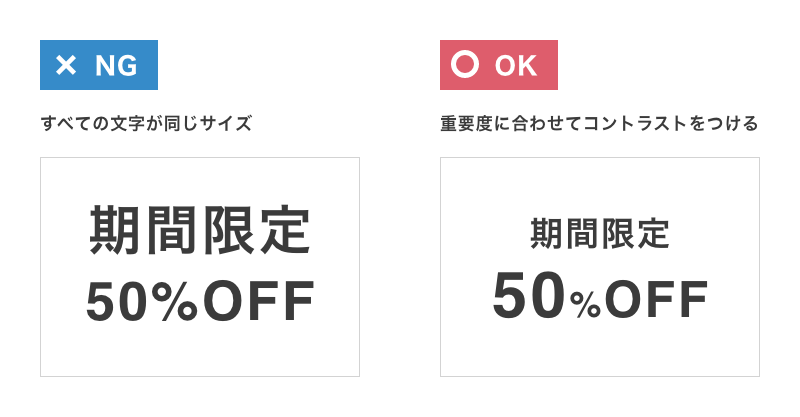 × NG
すべての文字が同じサイズ
期間限定
50%OFF
○ OK
重要度に合わせてコントラストをつける
期間限定
50%OFF